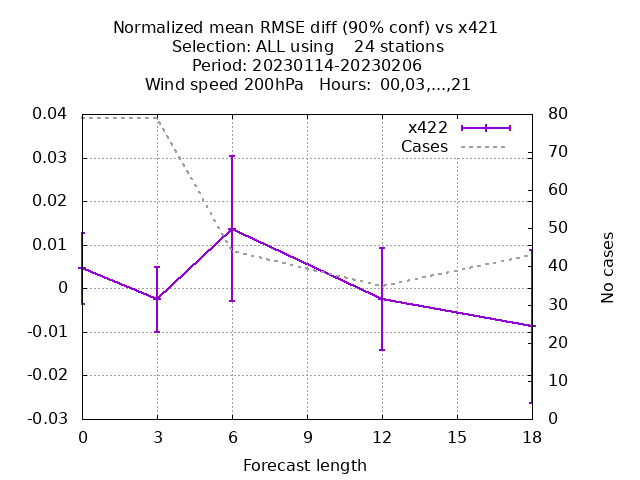 Normalized mean RMSE diff (90% conf) vs x421
Selection: ALL using    24 stations
Period: 20230114-20230206
Wind speed 200hPa   Hours:  00,03,...,21
x422
Cases
0.04
0.03
0.02
0.01
0
-0.01
-0.02
-0.03
80
70
60
50
40
30
20
10
0
No cases
0 3 6 9 12 15 18
Forecast length